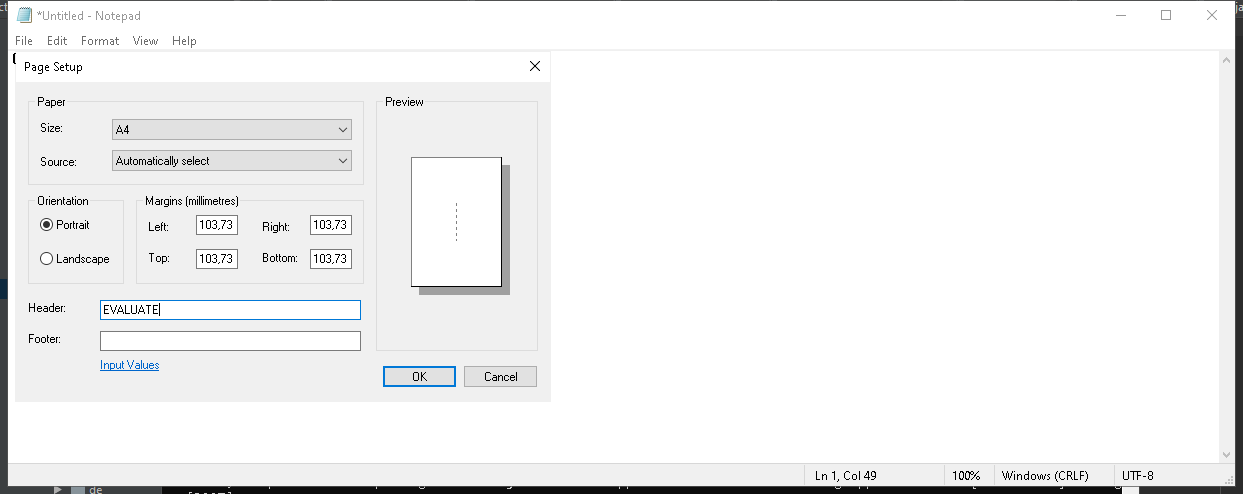 *Untitled - Notepad
File Edit Format View Help
Page Setup
Paper
Size: A4
Source: Automatically select
Preview
Orientation
Portrait
Landscape
Margins (millimetres)
Left: 103,73 Right: 103,73
Top: 103,73 Bottom: 103,73
Header: EVALUATE
Footer:
Input Values
OK Cancel
Ln 1, Col 49 100% Windows (CRLF) UTF-8
de